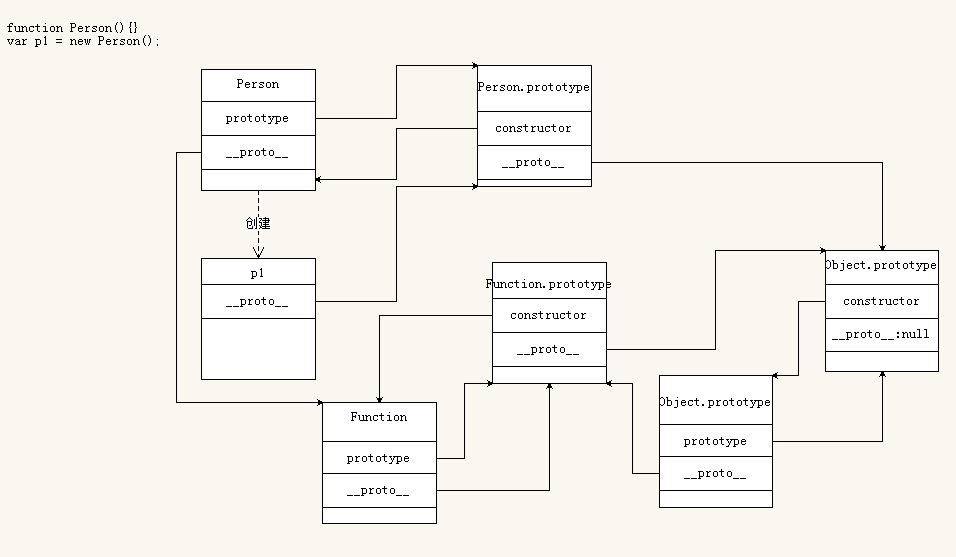 function Person(){}
var p1 = new Person();
Person
prototype
__proto__
创建
p1
__proto__
Person.prototype
constructor
__proto__
Function.prototype
constructor
__proto__
Object.prototype
constructor
__proto__:null
Function
prototype
__proto__
Object.prototype
prototype
__proto__